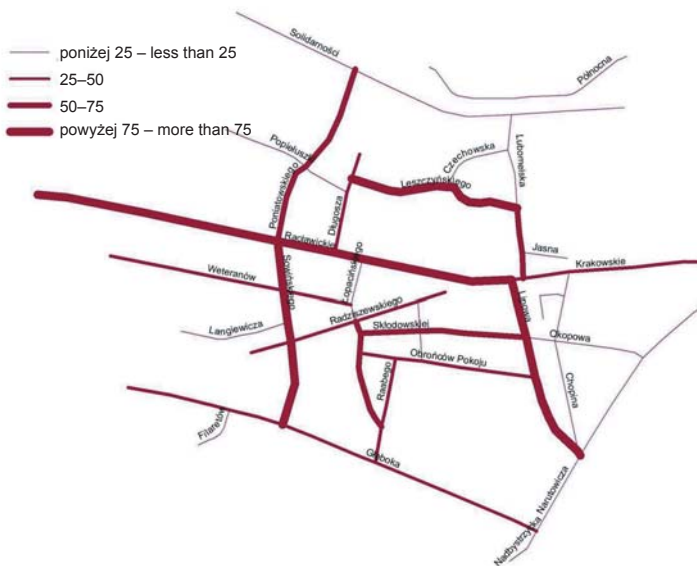 poniżej 25 – less than 25
25–50
50–75
powyżej 75 – more than 75
Solidarności
Północna
Popiełuszki
Czechowska
Lubomelska
Leszczyńskiego
Poniatowskiego
Długosza
Racławickie
Jasna
Krakowskie
Weteranów
Sowińskiego
Łopacińskiego
Lipowa
Radziszewskiego
Langiewicza
Skłodowskiej
Okopowa
Obrońców Pokoju
Raabego
Chopina
Filaretów
Głęboka
Narutowicza
Nadbystrzycka